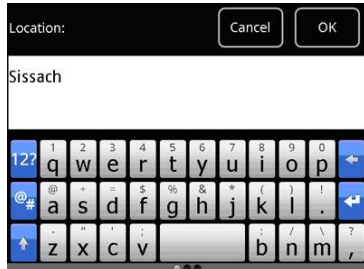 Location:
Cancel
OK
Sissach
12? 1 2 3 4 5 6 7 8 9 0
q w e r t y u i o p
@# @ + = $ % & * ( ) !
a s d f g h j k l .
- " ' ; : / \ ?
z x c v b n m ,